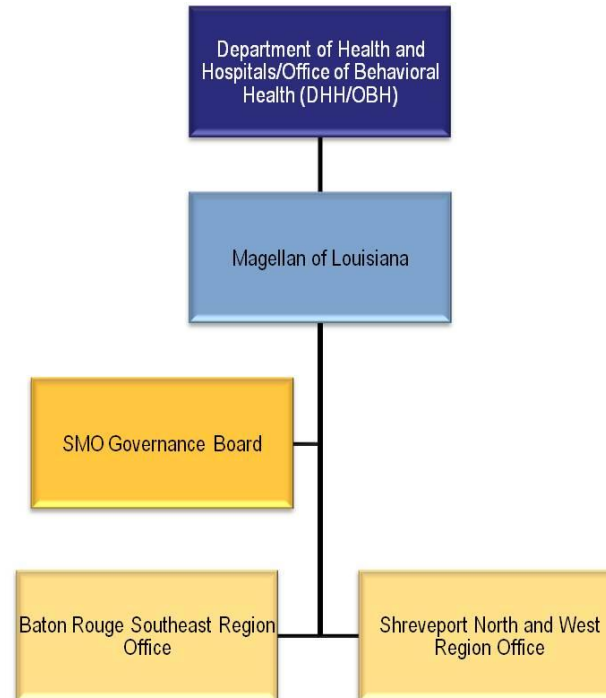 Department of Health and
Hospitals/Office of Behavioral
Health (DHH/OBH)
Magellan of Louisiana
SMO Governance Board
Baton Rouge Southeast Region
Office
Shreveport North and West
Region Office